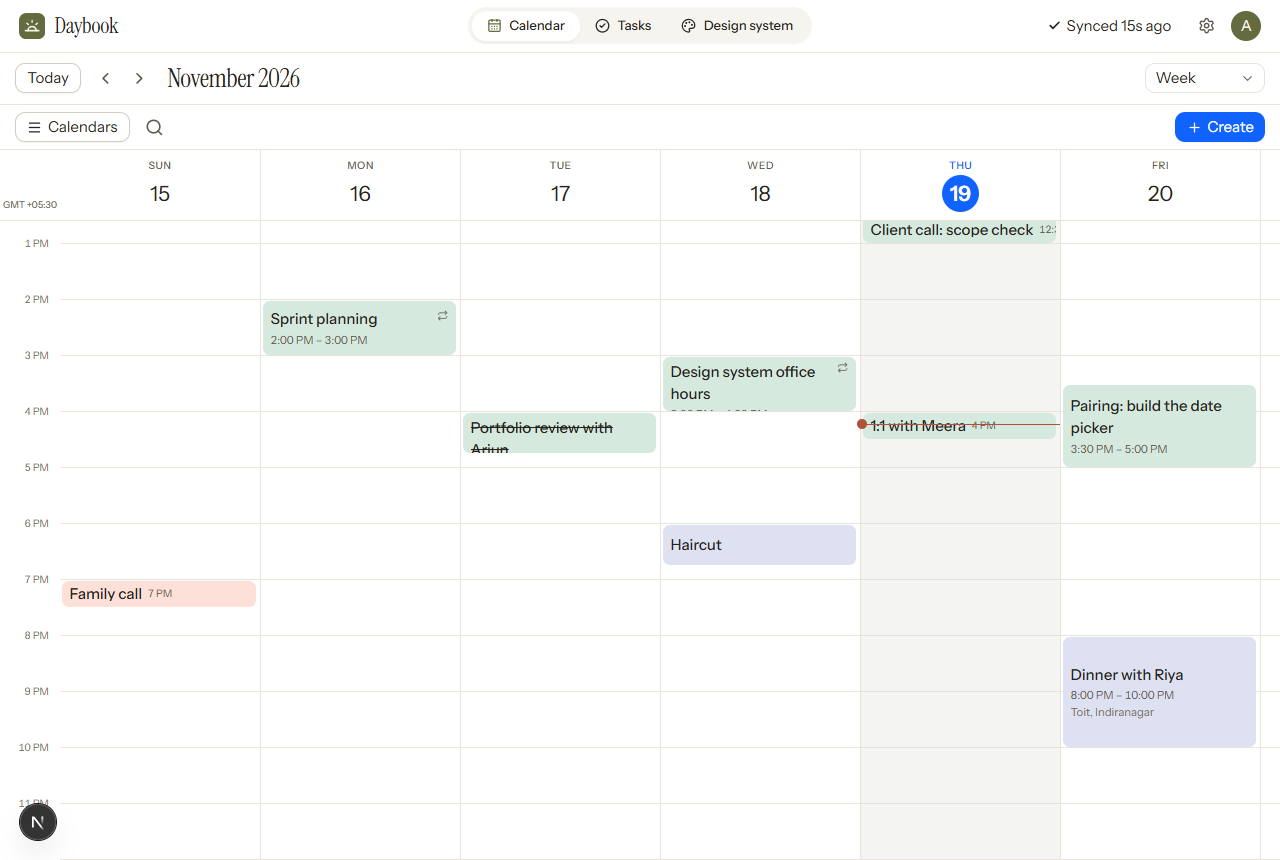 Daybook
Calendar
Tasks
Design system
Synced 15s ago
A
Today
November 2026
Week
Calendars
Create
GMT +05:30
SUN
15
MON
16
TUE
17
WED
18
THU
19
FRI
20
1 PM
2 PM
3 PM
4 PM
5 PM
6 PM
7 PM
8 PM
9 PM
10 PM
11 PM
Family call 7 PM
Sprint planning
2:00 PM – 3:00 PM
Portfolio review with
Arjun
Design system office
hours
Haircut
Client call: scope check
1:1 with Meera 4 PM
Pairing: build the date
picker
3:30 PM – 5:00 PM
Dinner with Riya
8:00 PM – 10:00 PM
Toit, Indiranagar
N